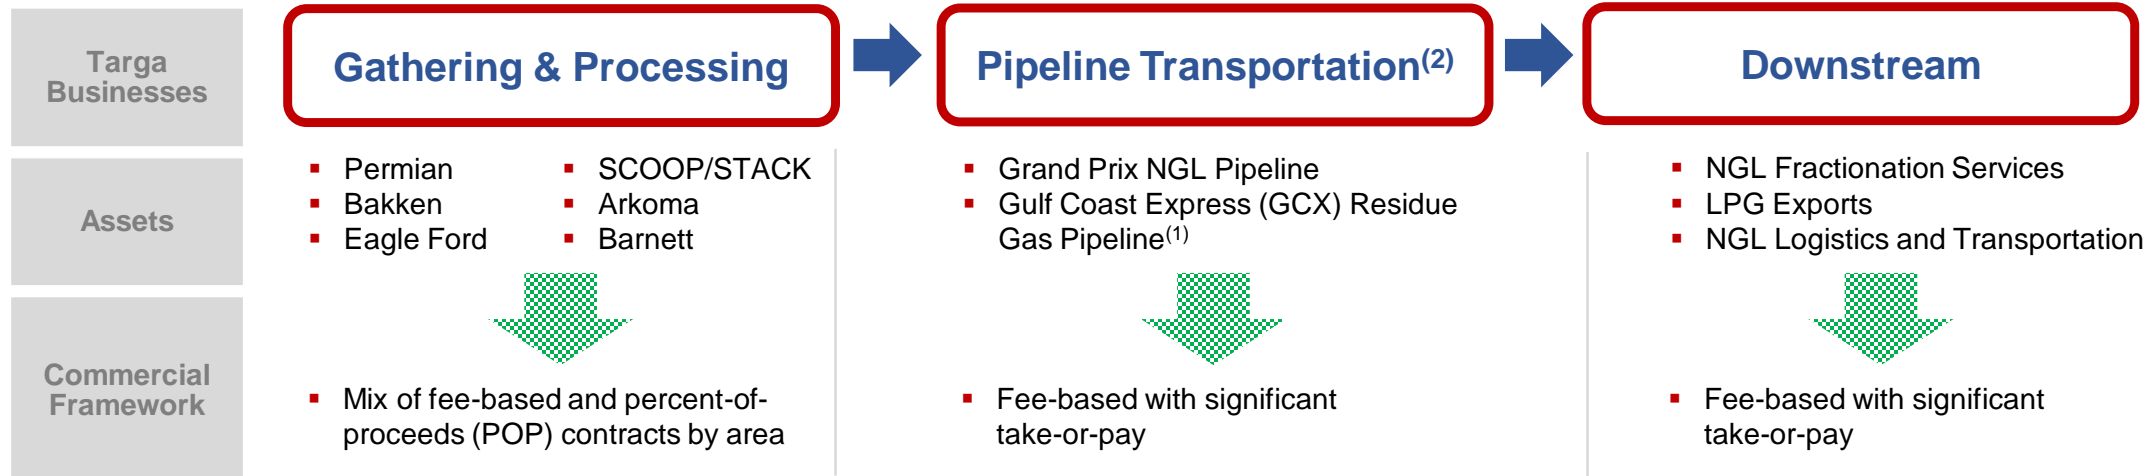 Targa
Businesses
Gathering & Processing
Pipeline Transportation(2)
Downstream
Assets
▪ Permian
▪ Bakken
▪ Eagle Ford
▪ SCOOP/STACK
▪ Arkoma
▪ Barnett
▪ Grand Prix NGL Pipeline
▪ Gulf Coast Express (GCX) Residue
Gas Pipeline(1)
▪ NGL Fractionation Services
▪ LPG Exports
▪ NGL Logistics and Transportation
Commercial
Framework
▪ Mix of fee-based and percent-of-
proceeds (POP) contracts by area
▪ Fee-based with significant
take-or-pay
▪ Fee-based with significant
take-or-pay